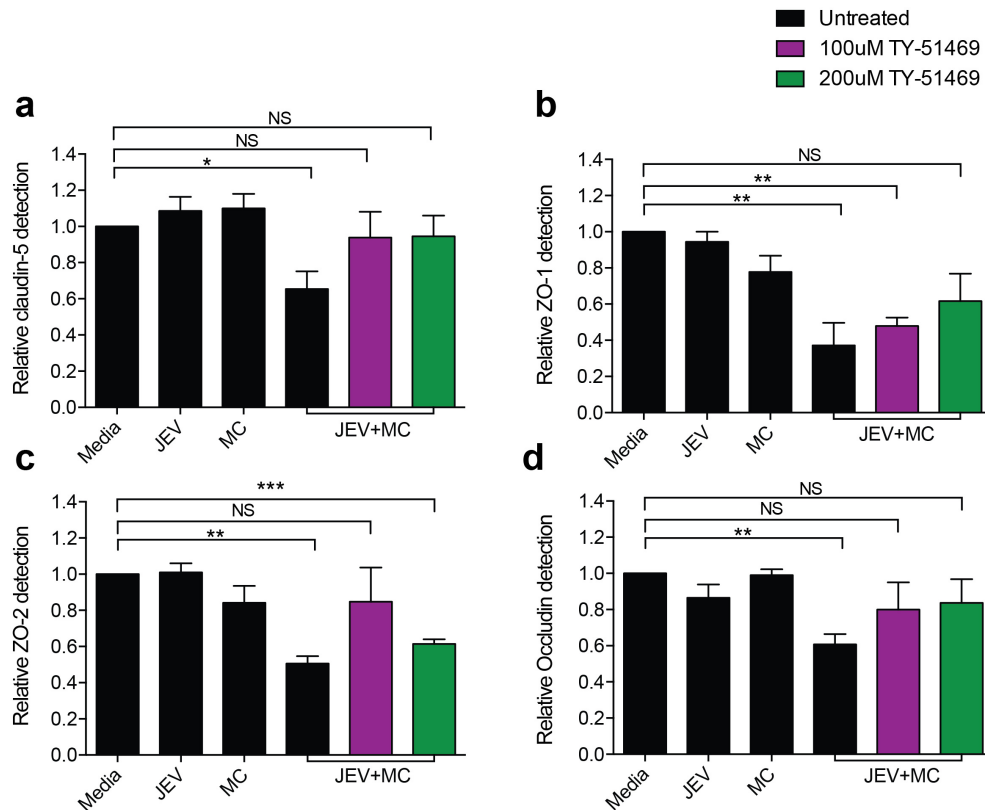 Untreated
100uM TY-51469
200uM TY-51469
a
NS
NS
*
Relative claudin-5 detection
1.4
1.2
1.0
0.8
0.6
0.4
0.2
0.0
Media
JEV
MC
JEV+MC
b
NS
**
**
Relative ZO-1 detection
1.4
1.2
1.0
0.8
0.6
0.4
0.2
0.0
Media
JEV
MC
JEV+MC
c
***
NS
**
Relative ZO-2 detection
1.4
1.2
1.0
0.8
0.6
0.4
0.2
0.0
Media
JEV
MC
JEV+MC
d
NS
NS
**
Relative Occludin detection
1.4
1.2
1.0
0.8
0.6
0.4
0.2
0.0
Media
JEV
MC
JEV+MC